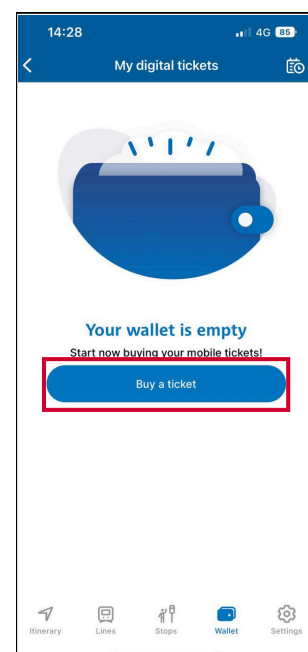 14:28 4G 85
My digital tickets
Your wallet is empty
Start now buying your mobile tickets!
Buy a ticket
Itinerary Lines Stops Wallet Settings